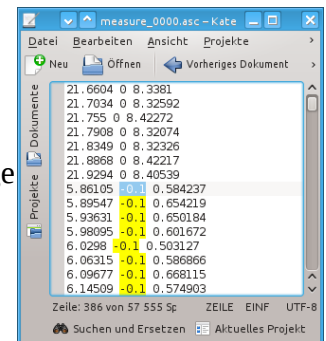 measure_0000.asc – Kate
Datei Bearbeiten Ansicht Projekte
Neu Öffnen Vorheriges Dokument
Dokumente
Projekte
21.6604 0 8.3381
21.7034 0 8.32592
21.755 0 8.42272
21.7908 0 8.32074
21.8349 0 8.32326
21.8868 0 8.42217
21.9294 0 8.40539
5.86105 -0.1 0.584237
5.89547 -0.1 0.654219
5.93631 -0.1 0.650184
5.98095 -0.1 0.601672
6.0298 -0.1 0.503127
6.06315 -0.1 0.586866
6.09677 -0.1 0.668115
6.14509 -0.1 0.574903
Zeile: 386 von 57 555 Sp ZEILE EINF UTF-8
Suchen und Ersetzen Aktuelles Projekt